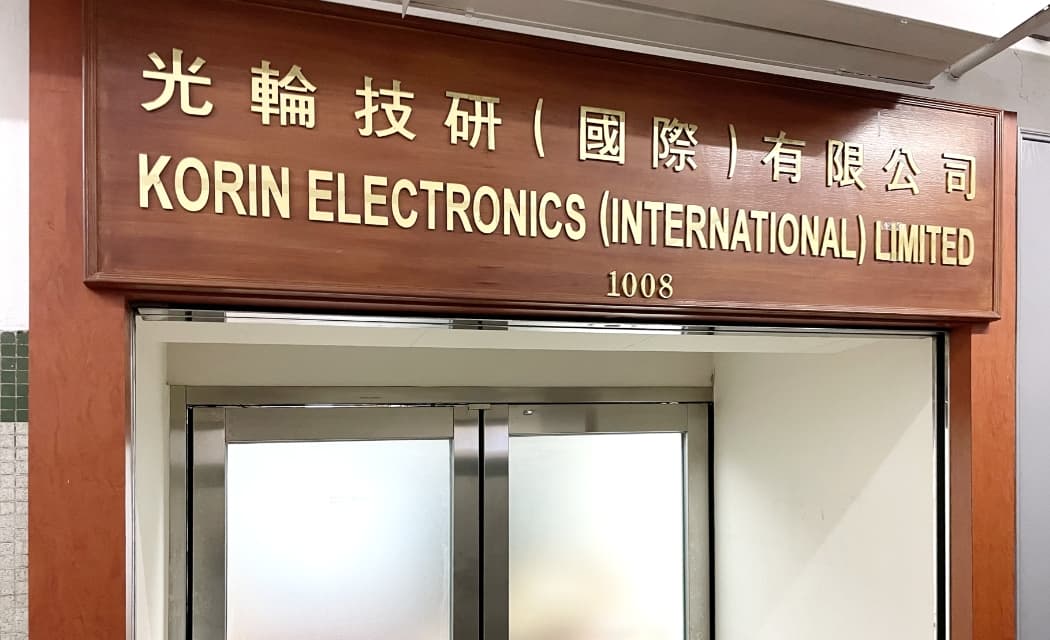 光輪技研(國際)有限公司
KORIN ELECTRONICS (INTERNATIONAL) LIMITED
1008